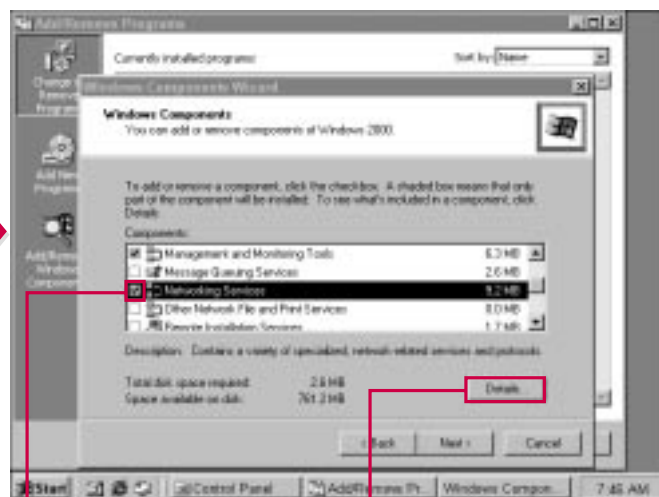 Add/Remove Programs
Currently installed programs:
Sort by: Name
Change or Remove Programs
Windows Components Wizard
Windows Components
You can add or remove components of Windows 2000.
Add New Programs
To add or remove a component, click the checkbox. A shaded box means that only
part of the component will be installed. To see what's included in a component, click
Details.
Add/Remove Windows Components
Components:
Management and Monitoring Tools 6.3 MB
Message Queuing Services 2.6 MB
Networking Services 9.2 MB
Other Network File and Print Services 0.0 MB
Remote Installation Services 1.7 MB
Description: Contains a variety of specialized, network-related services and protocols.
Total disk space required: 2.6 MB
Space available on disk: 761.2 MB
Details...
< Back
Next >
Cancel
Start
Control Panel
Add/Remove Pr...
Windows Compon...
7:45 AM